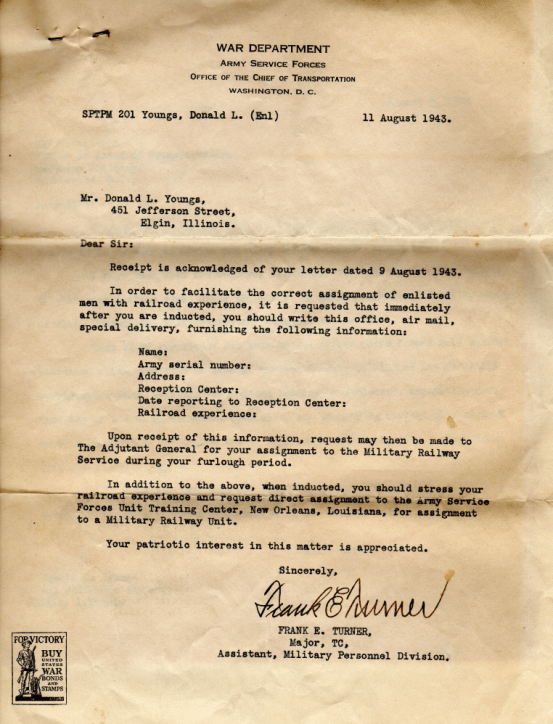 WAR DEPARTMENT
ARMY SERVICE FORCES
OFFICE OF THE CHIEF OF TRANSPORTATION
WASHINGTON, D. C.
SPTPM 201 Youngs, Donald L. (Enl) 11 August 1943.
Mr. Donald L. Youngs,
451 Jefferson Street,
Elgin, Illinois.
Dear Sir:
Receipt is acknowledged of your letter dated 9 August 1943.
In order to facilitate the correct assignment of enlisted
men with railroad experience, it is requested that immediately
after you are inducted, you should write this office, air mail,
special delivery, furnishing the following information:
Name:
Army serial number:
Address:
Reception Center:
Date reporting to Reception Center:
Railroad experience:
Upon receipt of this information, request may then be made to
The Adjutant General for your assignment to the Military Railway
Service during your furlough period.
In addition to the above, when inducted, you should stress your
railroad experience and request direct assignment to the Army Service
Forces Unit Training Center, New Orleans, Louisiana, for assignment
to a Military Railway Unit.
Your patriotic interest in this matter is appreciated.
Sincerely,
Frank E Turner
FRANK E. TURNER,
Major, TC,
Assistant, Military Personnel Division.
FOR VICTORY
BUY
UNITED
STATES
WAR
BONDS
AND
STAMPS